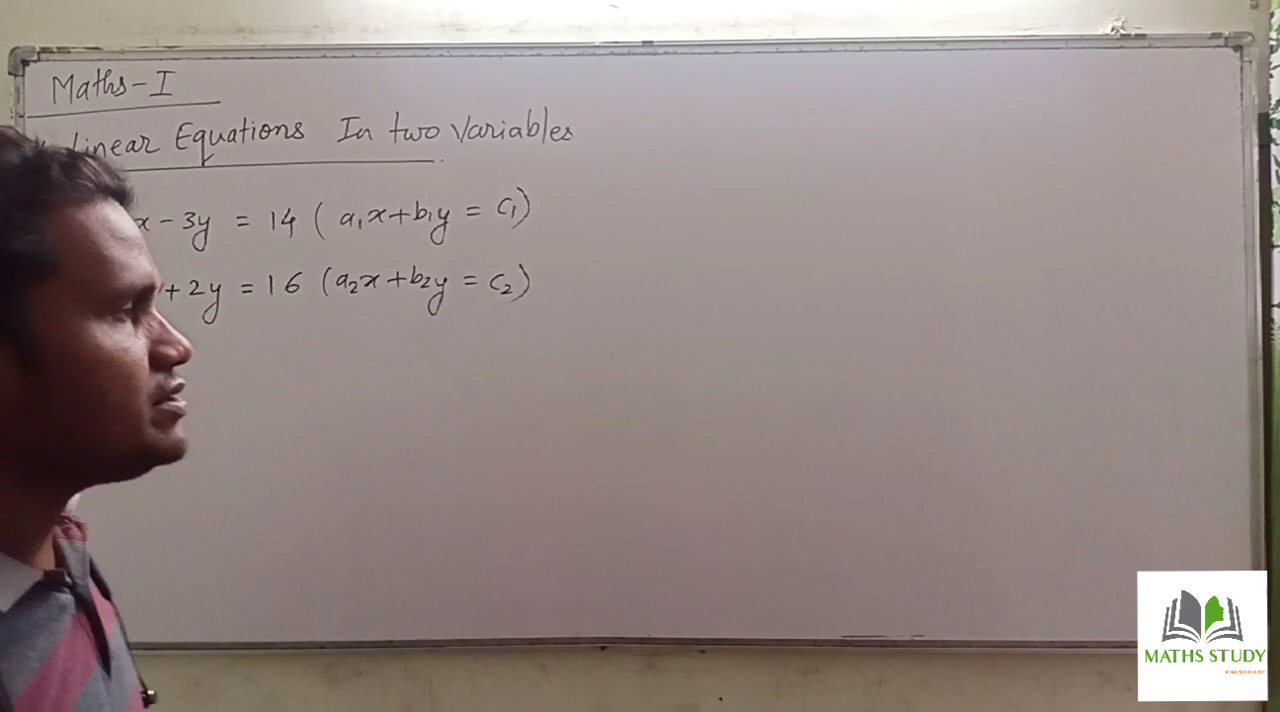 Maths-I
Linear Equations In two Variables
x - 3y = 14 ( a₁x + b₁y = c₁)
+ 2y = 16 (a₂x + b₂y = c₂)
MATHS STUDY